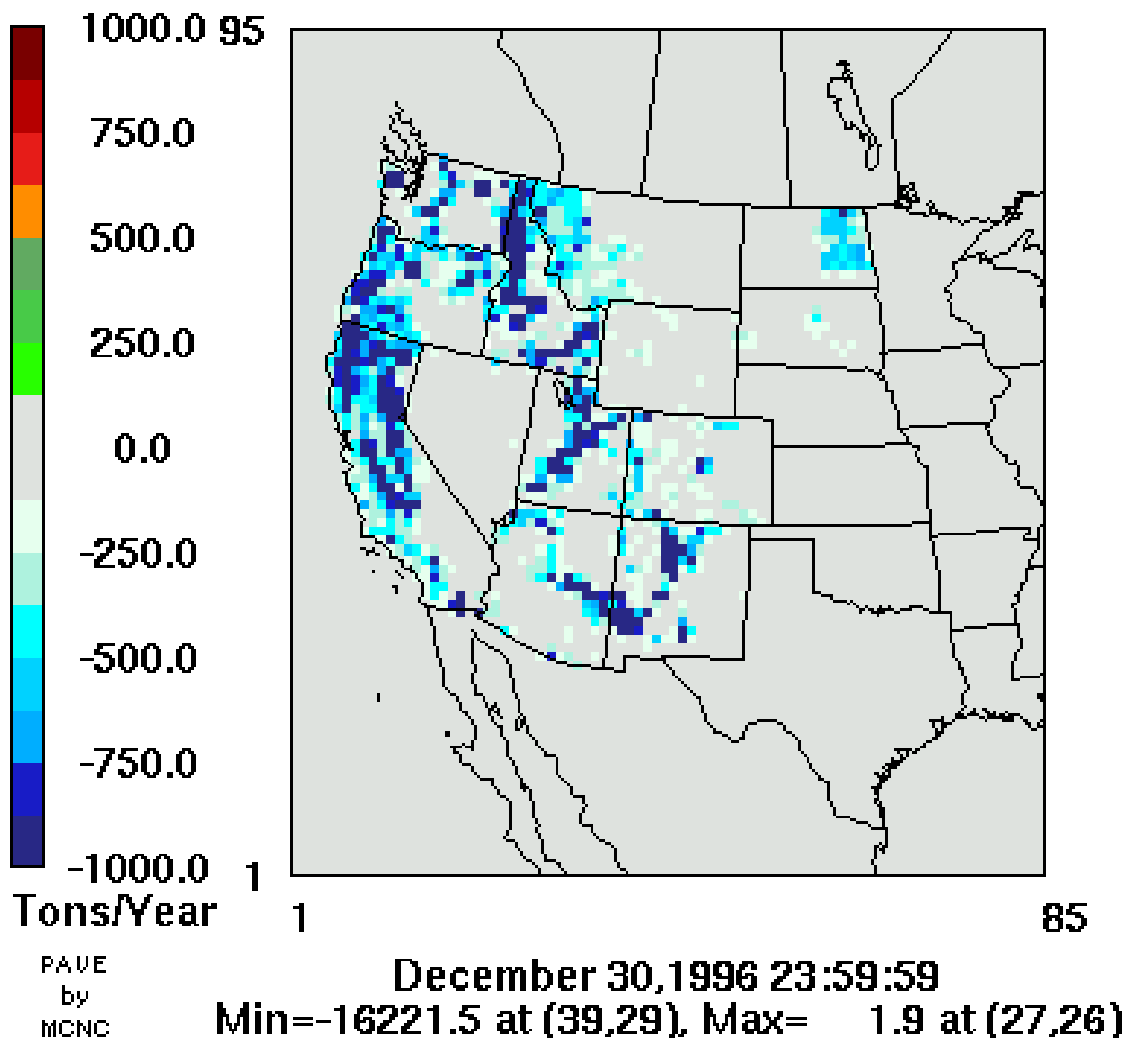 1000.0 95
750.0
500.0
250.0
0.0
-250.0
-500.0
-750.0
-1000.0 1
Tons/Year 1 85
PAVE
by
MCNC
December 30,1996 23:59:59
Min=-16221.5 at (39,29), Max= 1.9 at (27,26)